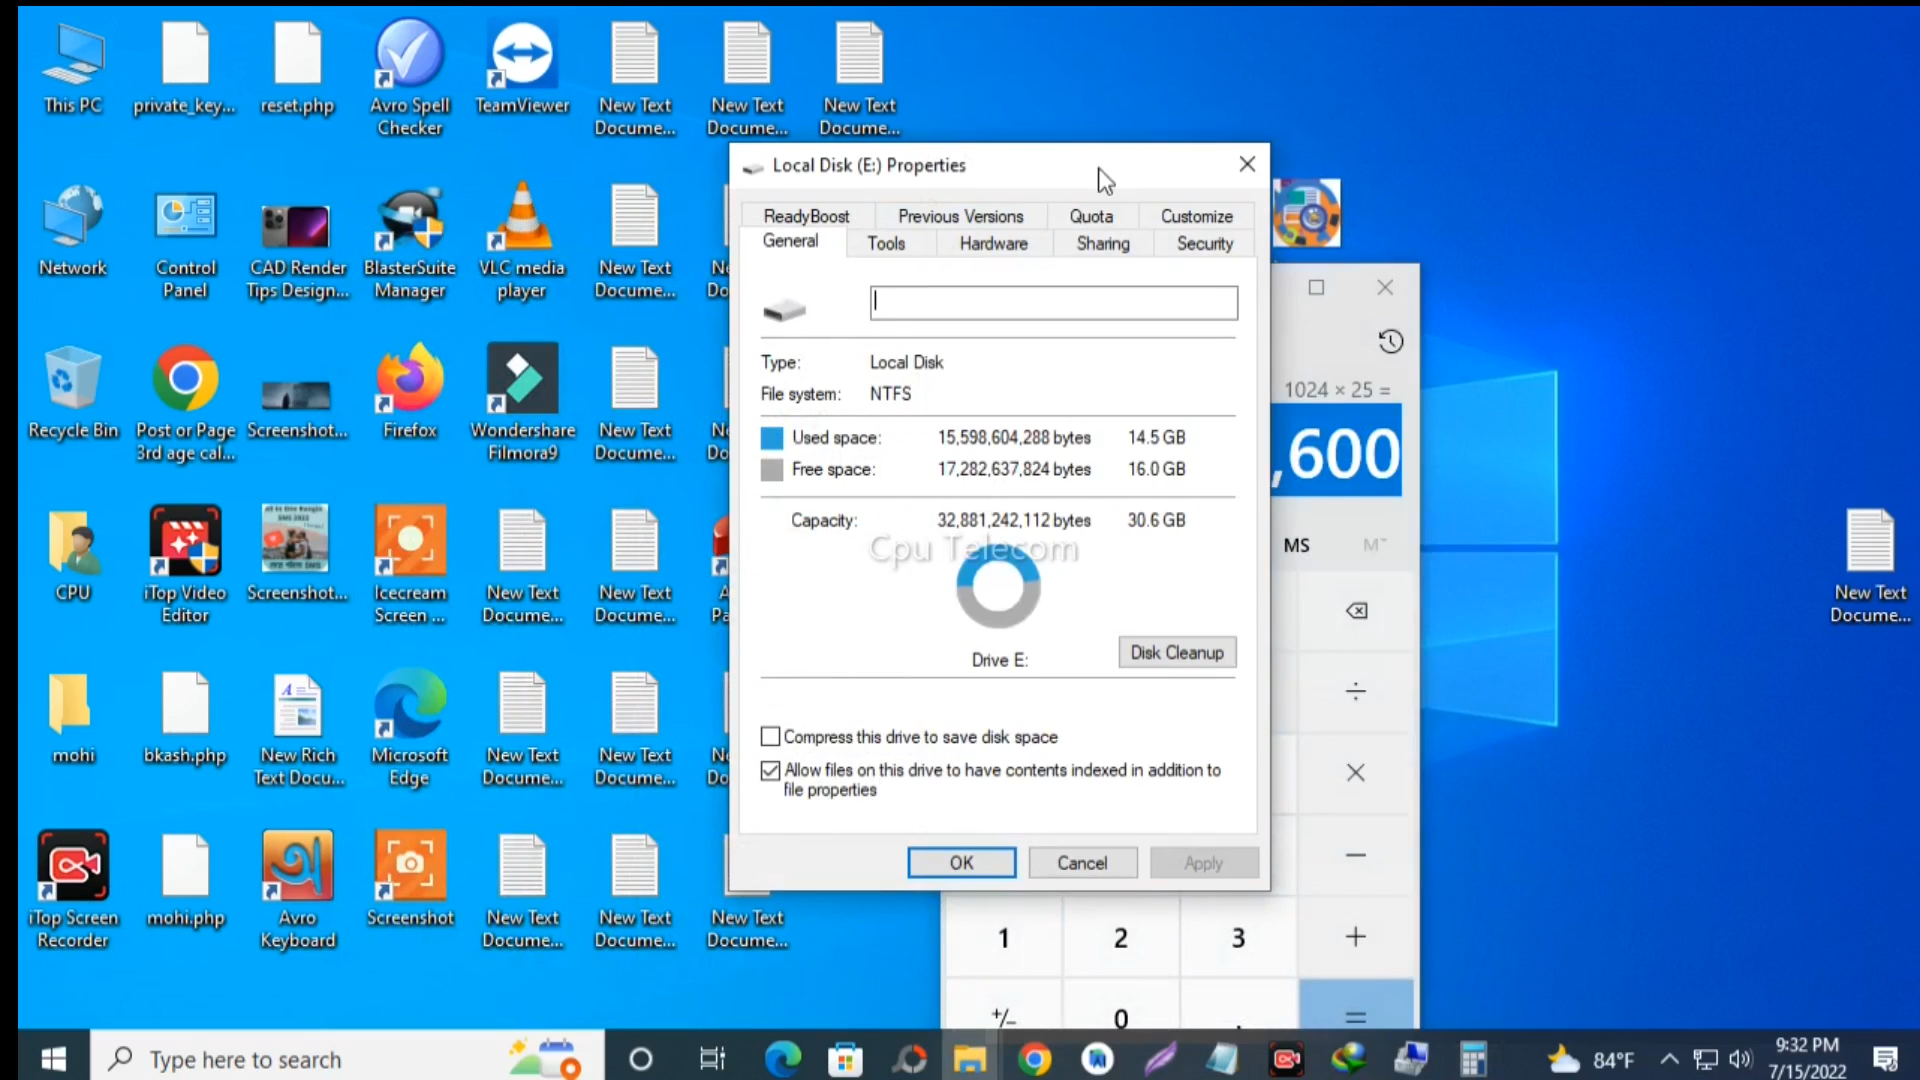 This PC
private_key...
reset.php
Avro Spell
Checker
TeamViewer
New Text
Docume...
New Text
Docume...
New Text
Docume...
Network
Control
Panel
CAD Render
Tips Design...
BlasterSuite
Manager
VLC media
player
New Text
Docume...
Recycle Bin
Post or Page
3rd age cal...
Screenshot...
Firefox
Wondershare
Filmora9
New Text
Docume...
CPU
iTop Video
Editor
Screenshot...
Icecream
Screen ...
New Text
Docume...
New Text
Docume...
mohi
bkash.php
New Rich
Text Docu...
Microsoft
Edge
New Text
Docume...
New Text
Docume...
iTop Screen
Recorder
mohi.php
Avro
Keyboard
Screenshot
New Text
Docume...
New Text
Docume...
New Text
Docume...
Local Disk (E:) Properties
ReadyBoost Previous Versions Quota Customize
General Tools Hardware Sharing Security
Type: Local Disk
File system: NTFS
Used space: 15,598,604,288 bytes 14.5 GB
Free space: 17,282,637,824 bytes 16.0 GB
Capacity: 32,881,242,112 bytes 30.6 GB
Cpu Telecom
Drive E:
Disk Cleanup
Compress this drive to save disk space
Allow files on this drive to have contents indexed in addition to
file properties
OK Cancel Apply
1024 × 25 =
,600
MS M˅
÷
×
−
1 2 3 +
+/− 0 . =
New Text
Docume...
Type here to search
84°F
9:32 PM
7/15/2022